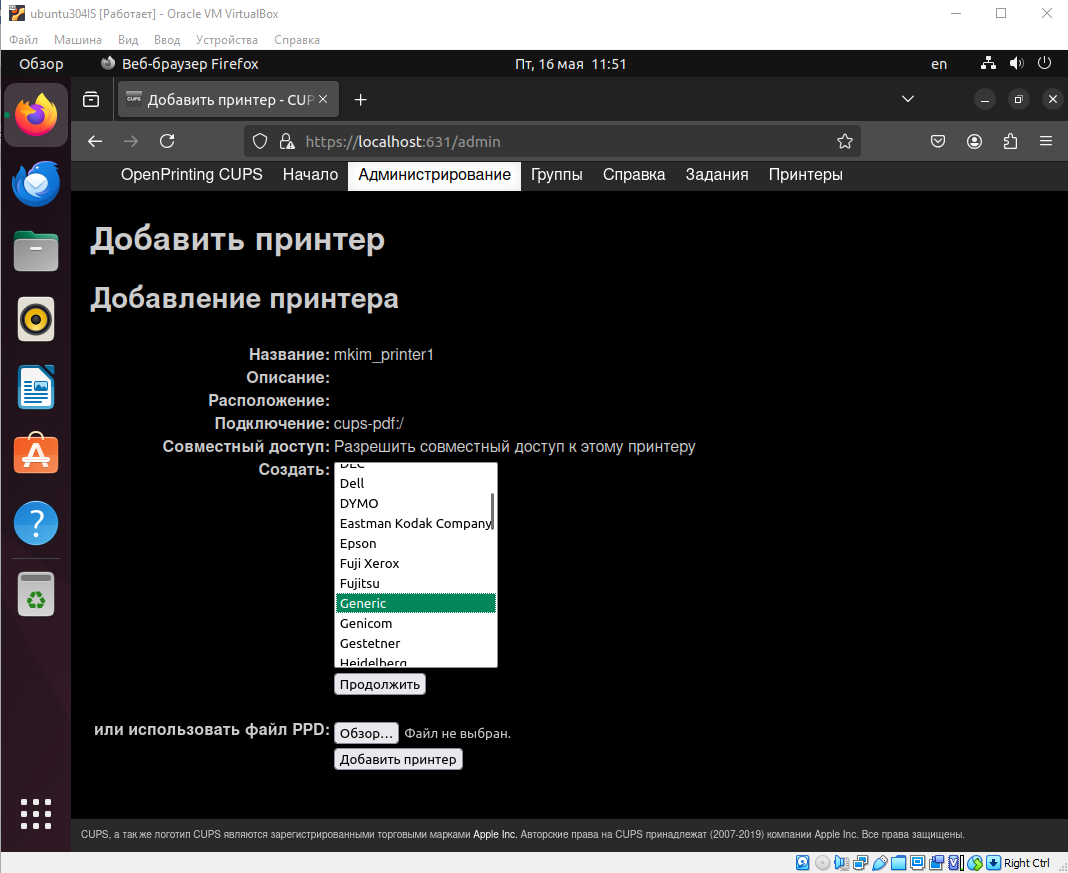 ubuntu304IS [Работает] - Oracle VM VirtualBox
Файл Машина Вид Ввод Устройства Справка
Обзор Веб-браузер Firefox Пт, 16 мая 11:51 en
CUPS Добавить принтер - CUP
https://localhost:631/admin
OpenPrinting CUPS Начало Администрирование Группы Справка Задания Принтеры
Добавить принтер
Добавление принтера
Название: mkim_printer1
Описание:
Расположение:
Подключение: cups-pdf:/
Совместный доступ: Разрешить совместный доступ к этому принтеру
Создать:
DEC
Dell
DYMO
Eastman Kodak Company
Epson
Fuji Xerox
Fujitsu
Generic
Genicom
Gestetner
Heidelberg
Продолжить
или использовать файл PPD: Обзор... Файл не выбран.
Добавить принтер
CUPS, а так же логотип CUPS являются зарегистрированными торговыми марками Apple Inc. Авторские права на CUPS принадлежат (2007-2019) компании Apple Inc. Все права защищены.
Right Ctrl